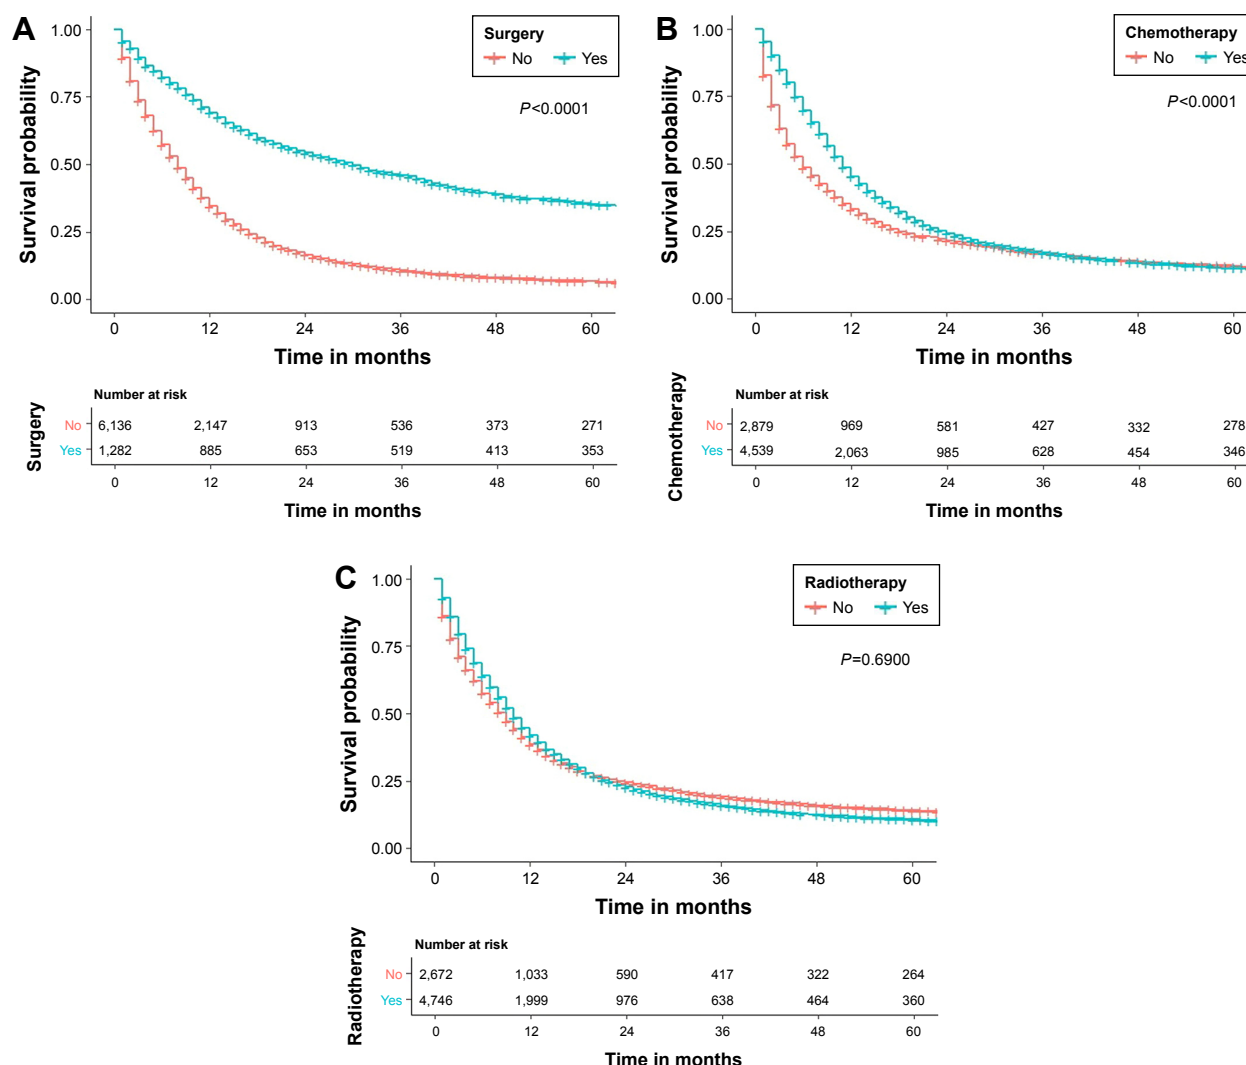 A
Surgery
No Yes
P<0.0001
Survival probability
1.00
0.75
0.50
0.25
0.00
0 12 24 36 48 60
Time in months
Number at risk
Surgery
No 6,136 2,147 913 536 373 271
Yes 1,282 885 653 519 413 353
0 12 24 36 48 60
Time in months
B
Chemotherapy
No Yes
P<0.0001
Survival probability
1.00
0.75
0.50
0.25
0.00
0 12 24 36 48 60
Time in months
Number at risk
Chemotherapy
No 2,879 969 581 427 332 278
Yes 4,539 2,063 985 628 454 346
0 12 24 36 48 60
Time in months
C
Radiotherapy
No Yes
P=0.6900
Survival probability
1.00
0.75
0.50
0.25
0.00
0 12 24 36 48 60
Time in months
Number at risk
Radiotherapy
No 2,672 1,033 590 417 322 264
Yes 4,746 1,999 976 638 464 360
0 12 24 36 48 60
Time in months